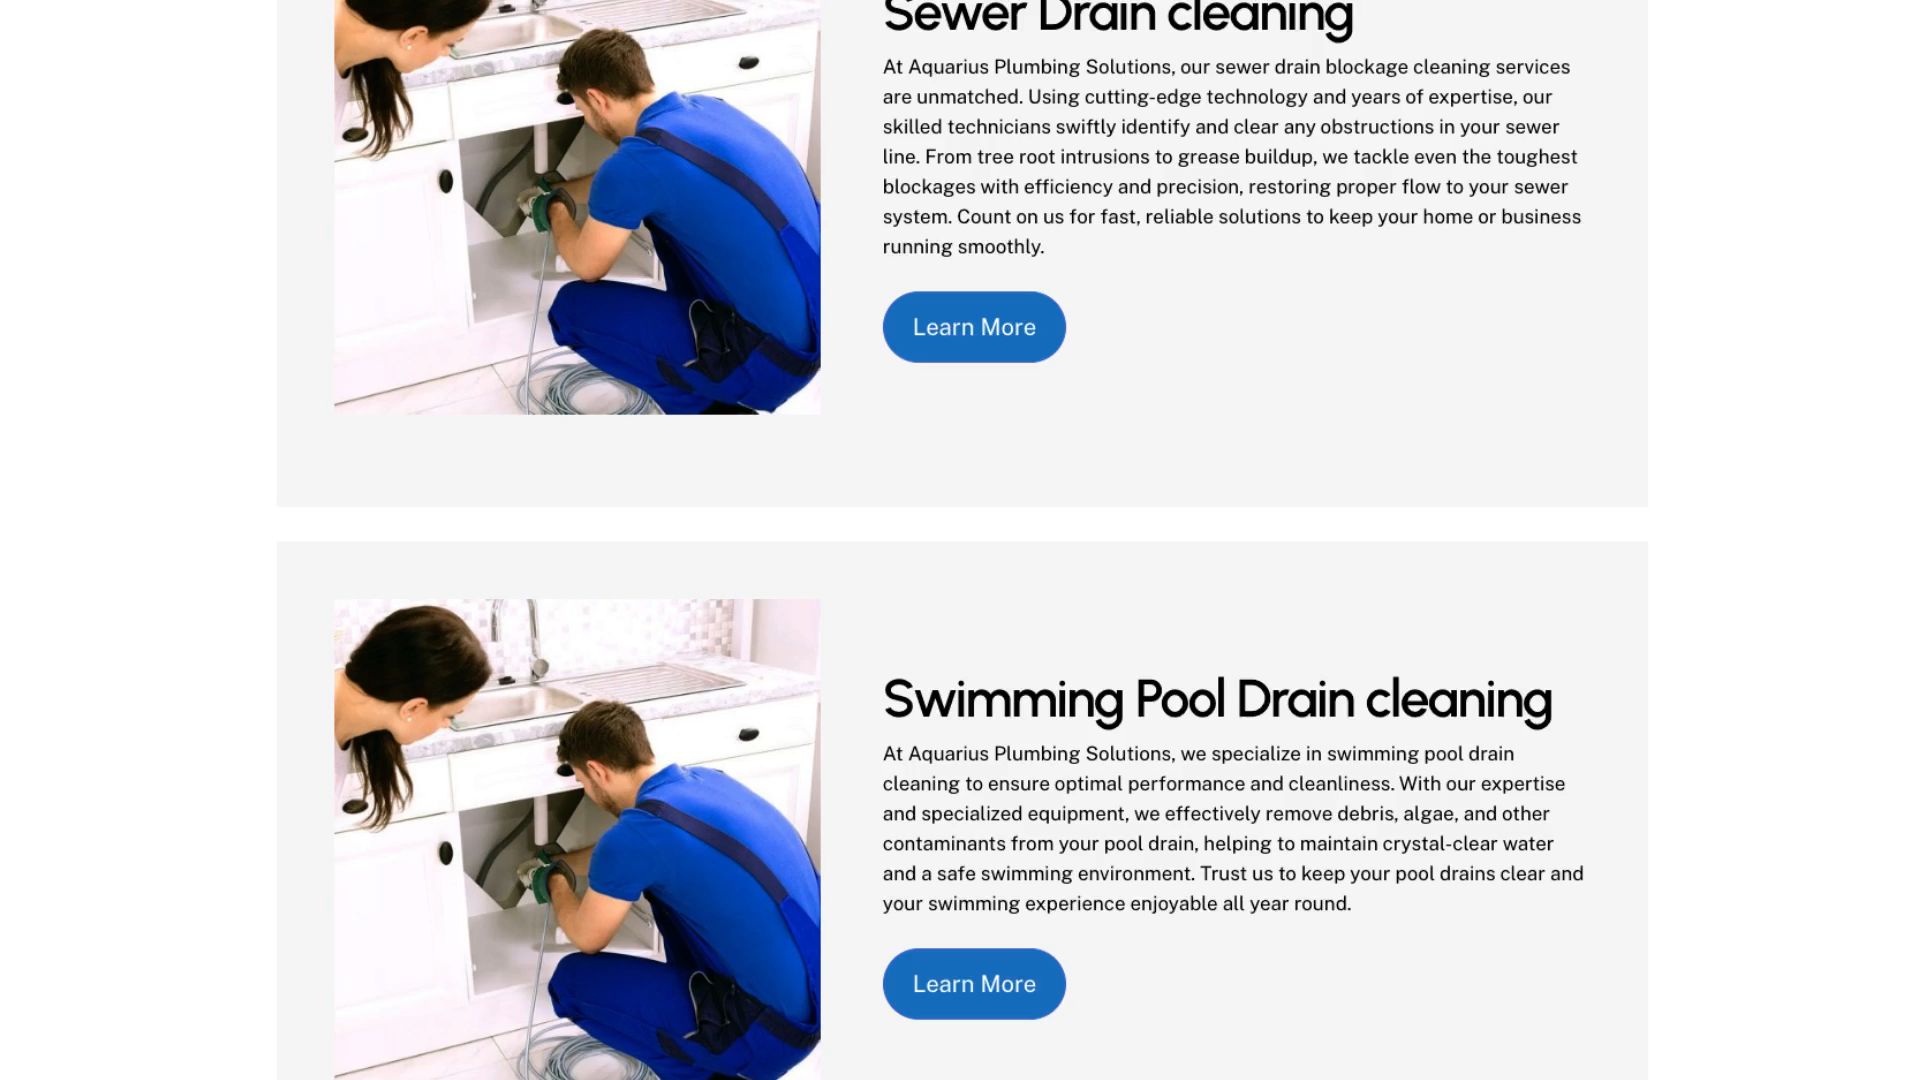 Sewer Drain cleaning
At Aquarius Plumbing Solutions, our sewer drain blockage cleaning services
are unmatched. Using cutting-edge technology and years of expertise, our
skilled technicians swiftly identify and clear any obstructions in your sewer
line. From tree root intrusions to grease buildup, we tackle even the toughest
blockages with efficiency and precision, restoring proper flow to your sewer
system. Count on us for fast, reliable solutions to keep your home or business
running smoothly.
Learn More
Swimming Pool Drain cleaning
At Aquarius Plumbing Solutions, we specialize in swimming pool drain
cleaning to ensure optimal performance and cleanliness. With our expertise
and specialized equipment, we effectively remove debris, algae, and other
contaminants from your pool drain, helping to maintain crystal-clear water
and a safe swimming environment. Trust us to keep your pool drains clear and
your swimming experience enjoyable all year round.
Learn More